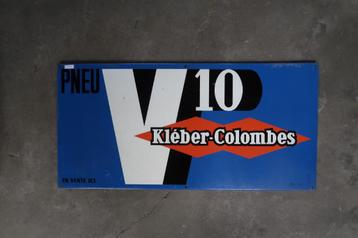 PNEU
V10
Kléber-Colombes
EN VENTE ICI